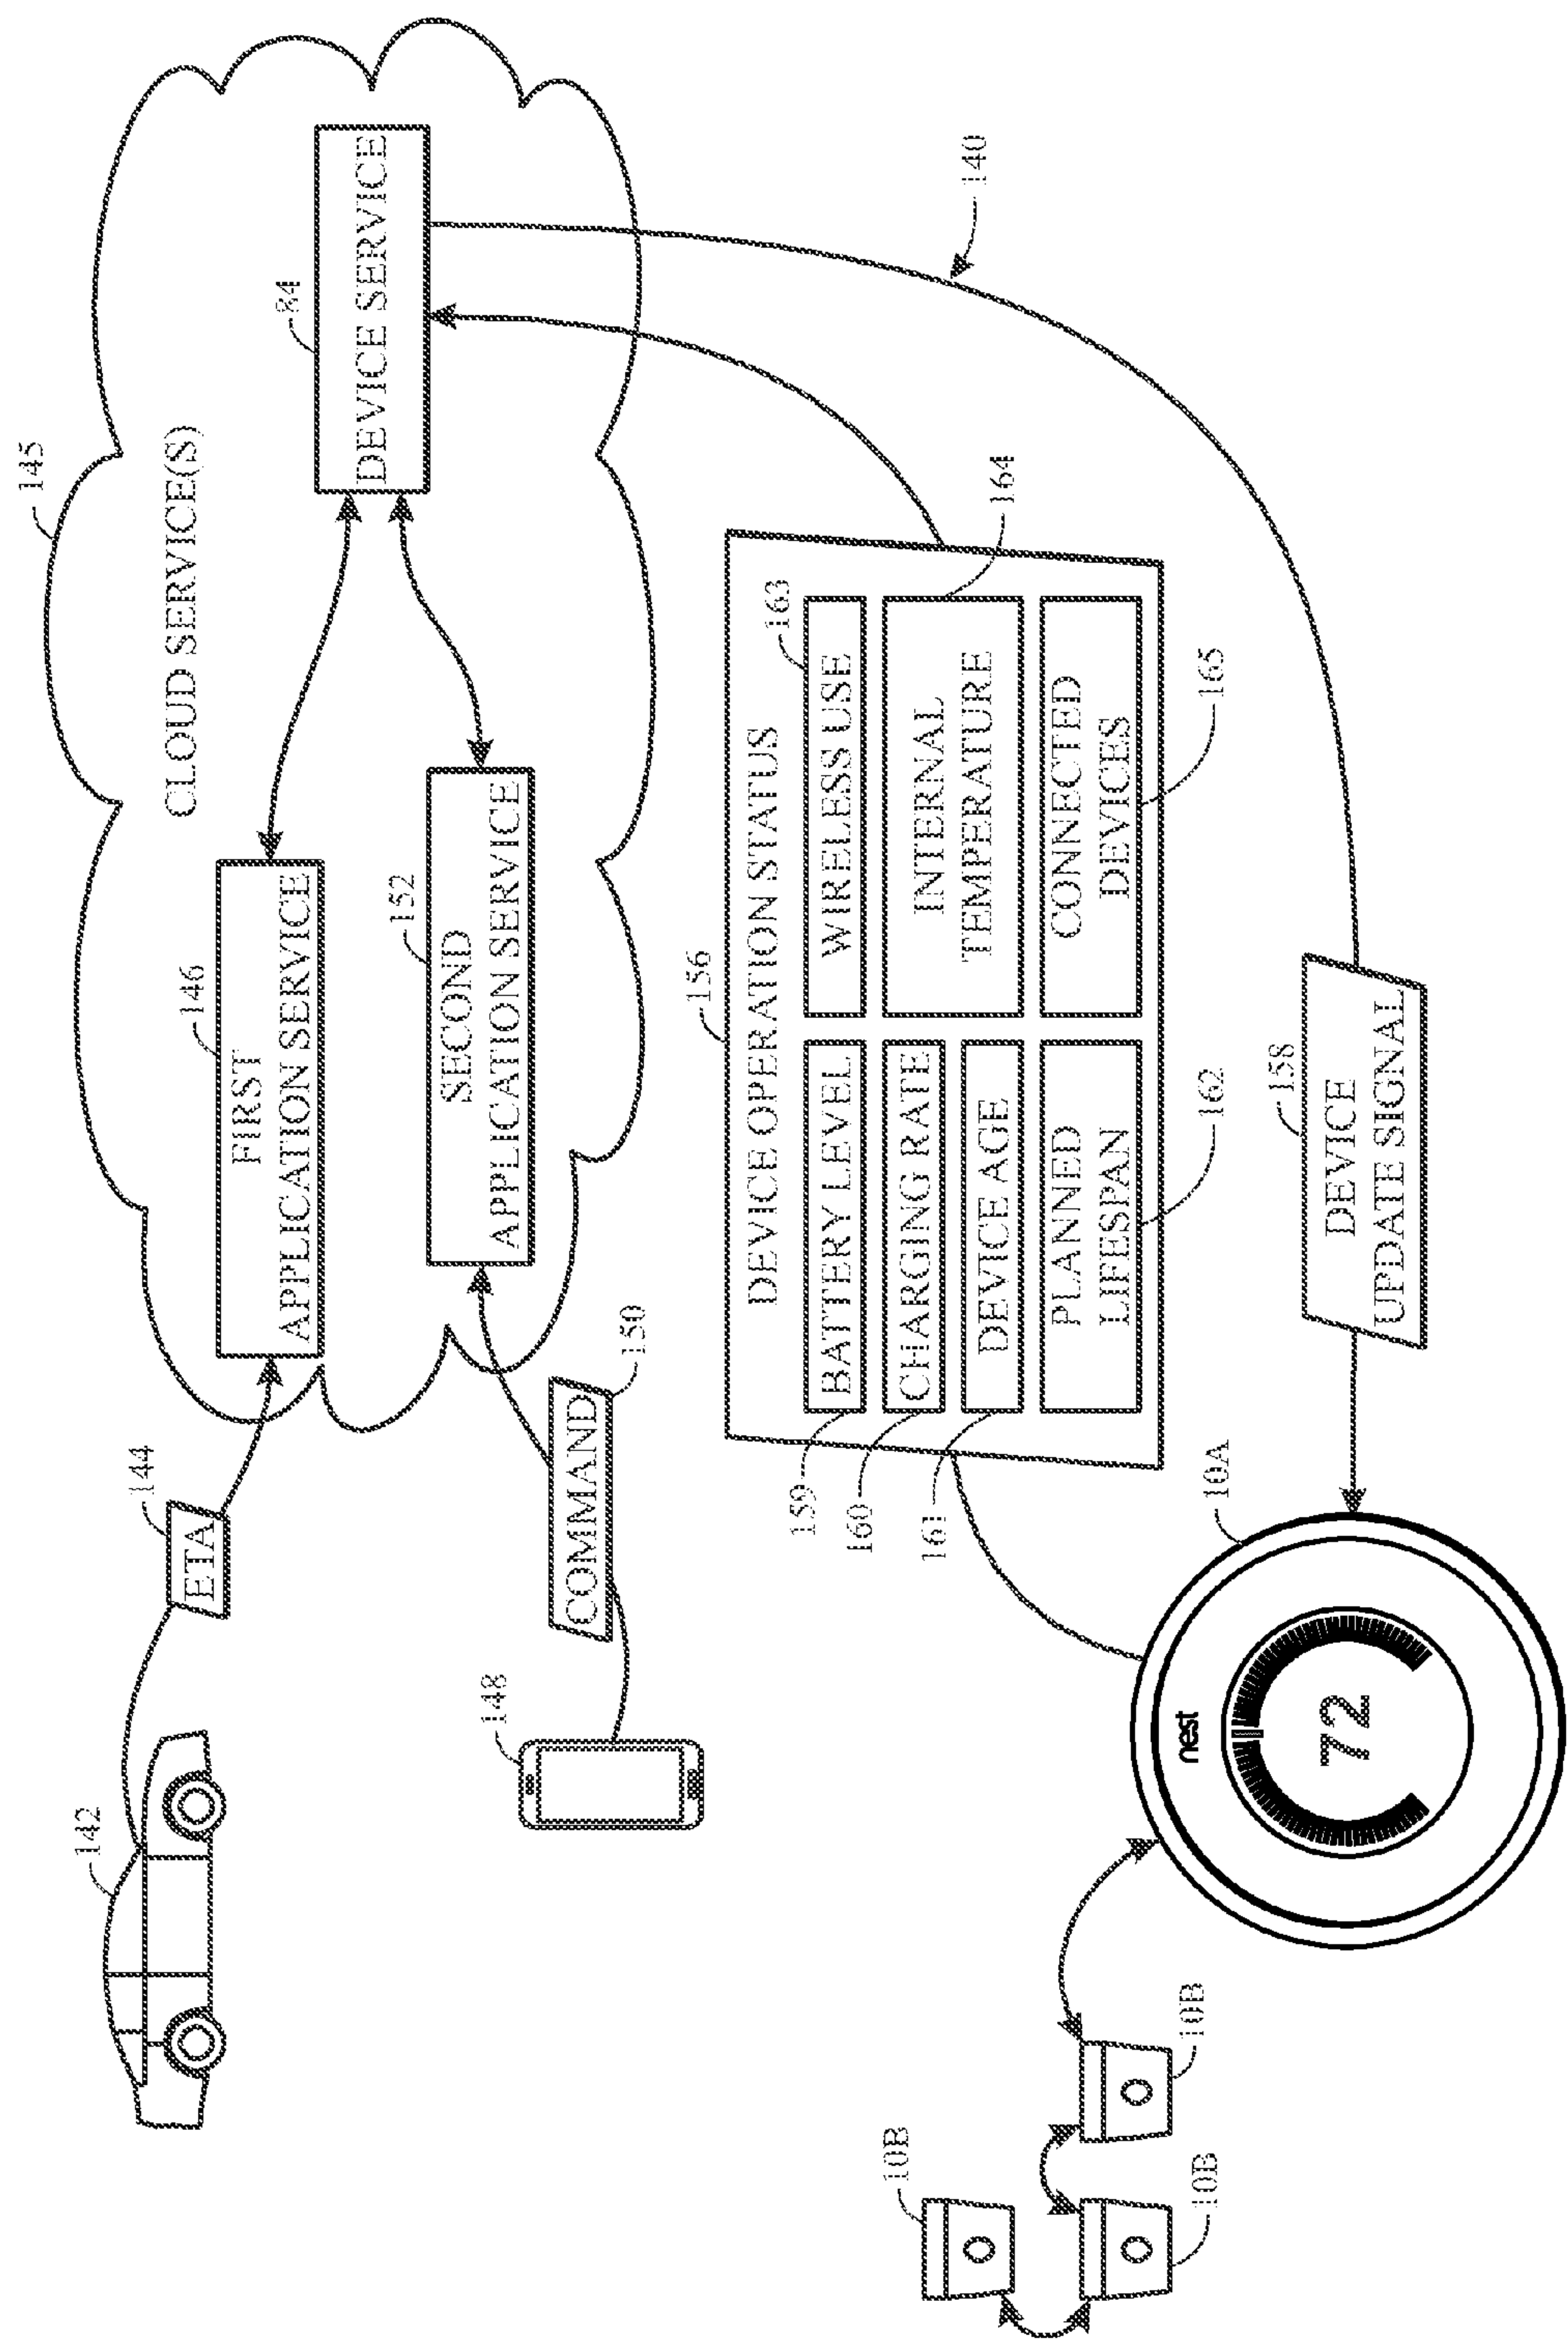 145
CLOUD SERVICE(S)
142
144
ETA
146
FIRST
APPLICATION SERVICE
84
DEVICE SERVICE
152
SECOND
APPLICATION SERVICE
148
COMMAND
150
140
156
DEVICE OPERATION STATUS
159
BATTERY LEVEL
163
WIRELESS USE
160
CHARGING RATE
164
INTERNAL
TEMPERATURE
161
DEVICE AGE
PLANNED
LIFESPAN
162
CONNECTED
DEVICES
165
10B
10B
10B
10A
nest
72
158
DEVICE
UPDATE SIGNAL